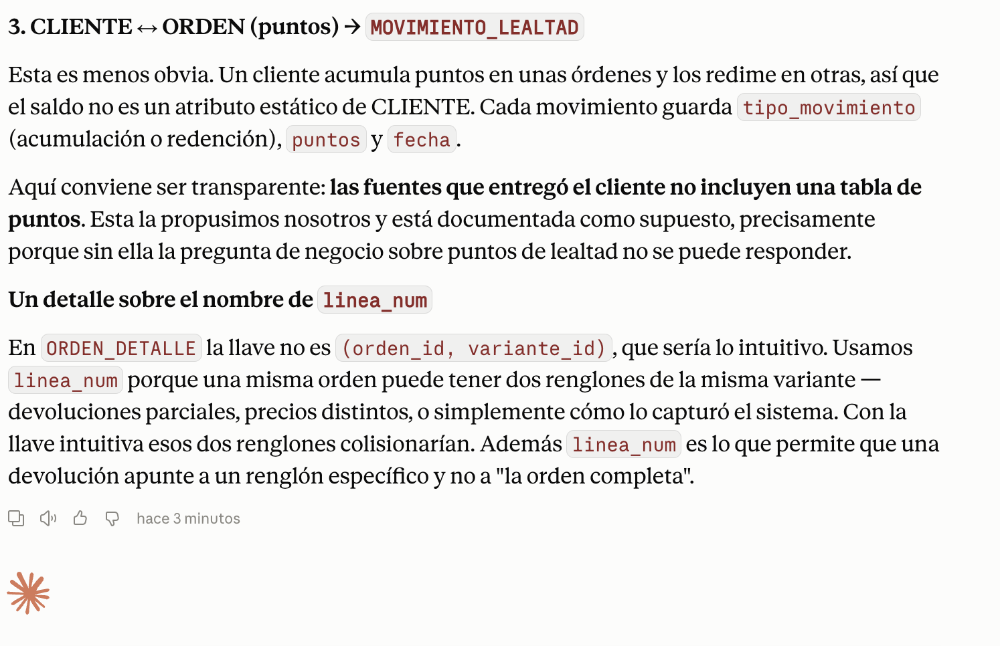 3. CLIENTE ↔ ORDEN (puntos) → MOVIMIENTO_LEALTAD
Esta es menos obvia. Un cliente acumula puntos en unas órdenes y los redime en otras, así que
el saldo no es un atributo estático de CLIENTE. Cada movimiento guarda tipo_movimiento
(acumulación o redención), puntos y fecha.
Aquí conviene ser transparente: las fuentes que entregó el cliente no incluyen una tabla de
puntos. Esta la propusimos nosotros y está documentada como supuesto, precisamente
porque sin ella la pregunta de negocio sobre puntos de lealtad no se puede responder.
Un detalle sobre el nombre de linea_num
En ORDEN_DETALLE la llave no es (orden_id, variante_id), que sería lo intuitivo. Usamos
linea_num porque una misma orden puede tener dos renglones de la misma variante —
devoluciones parciales, precios distintos, o simplemente cómo lo capturó el sistema. Con la
llave intuitiva esos dos renglones colisionarían. Además linea_num es lo que permite que una
devolución apunte a un renglón específico y no a "la orden completa".
hace 3 minutos